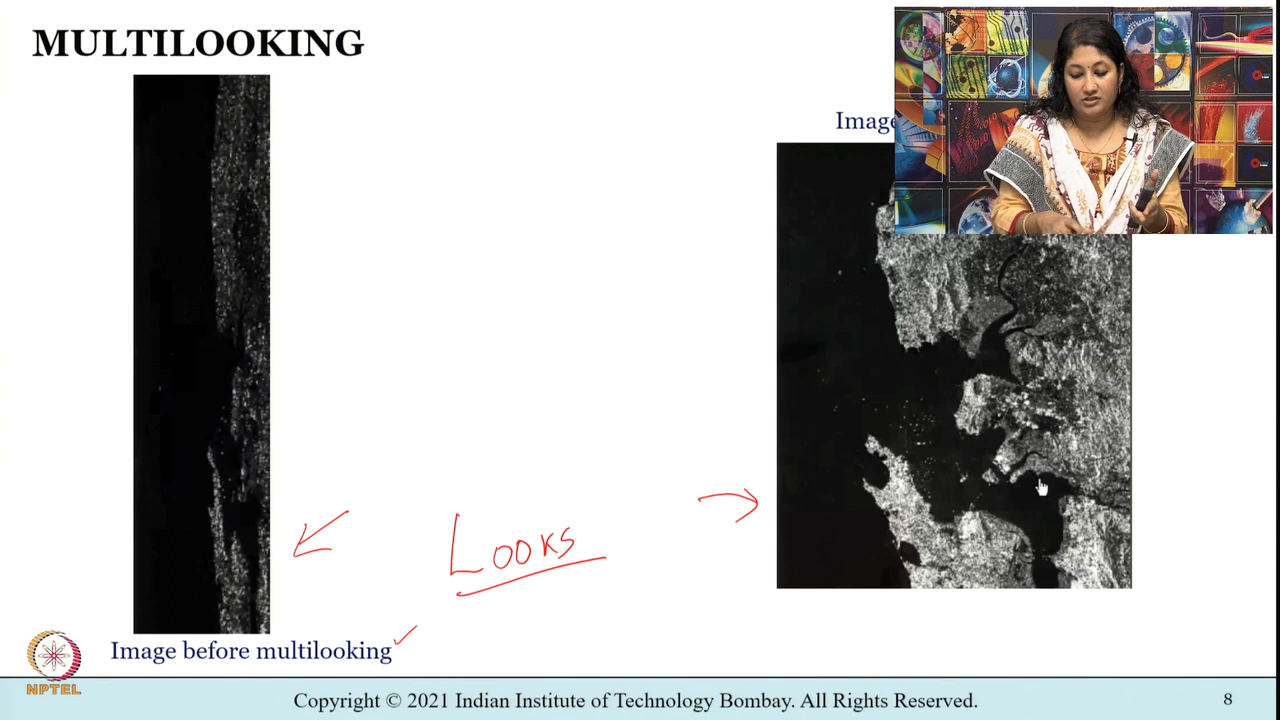 MULTILOOKING
Image
Looks
Image before multilooking
NPTEL
Copyright © 2021 Indian Institute of Technology Bombay. All Rights Reserved.
8